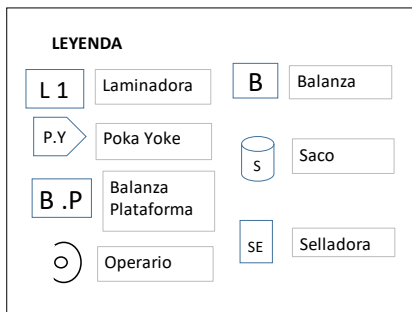 LEYENDA
L 1
Laminadora
P.Y
Poka Yoke
B .P
Balanza
Plataforma
Operario
B
Balanza
S
Saco
SE
Selladora